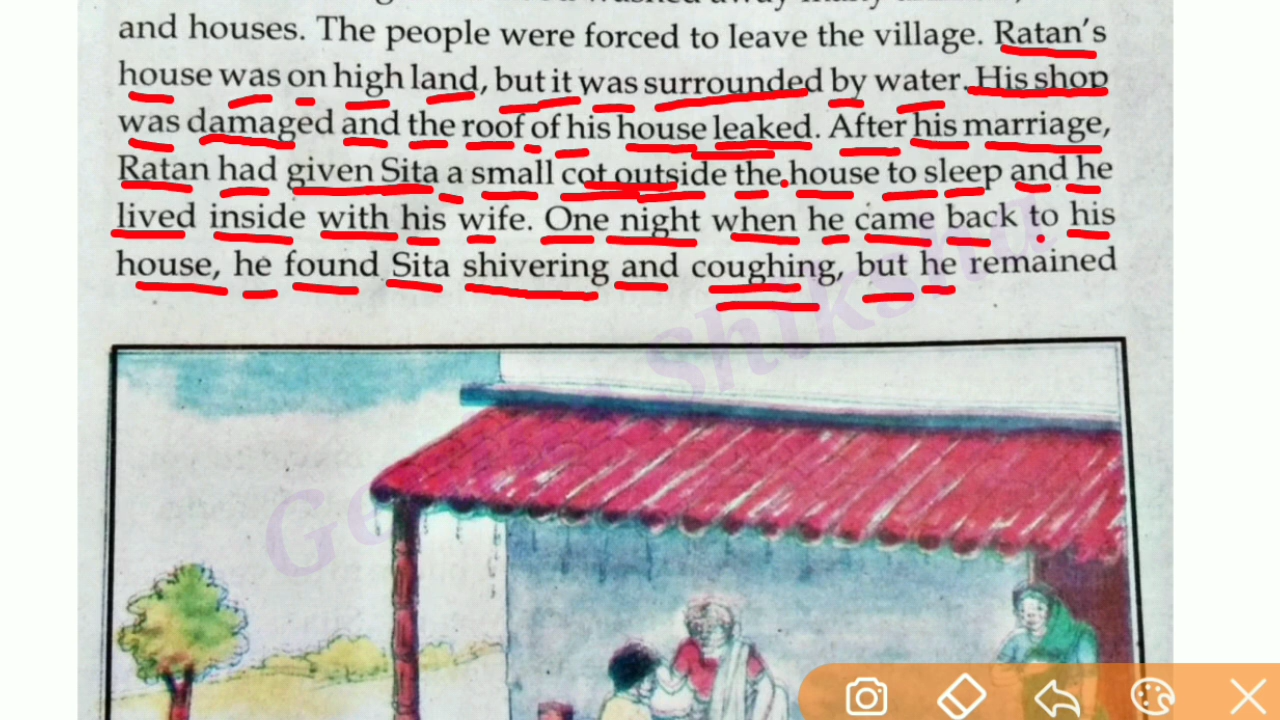 and houses. The people were forced to leave the village. Ratan's
house was on high land, but it was surrounded by water. His shop
was damaged and the roof of his house leaked. After his marriage,
Ratan had given Sita a small cot outside the house to sleep and he
lived inside with his wife. One night when he came back to his
house, he found Sita shivering and coughing, but he remained